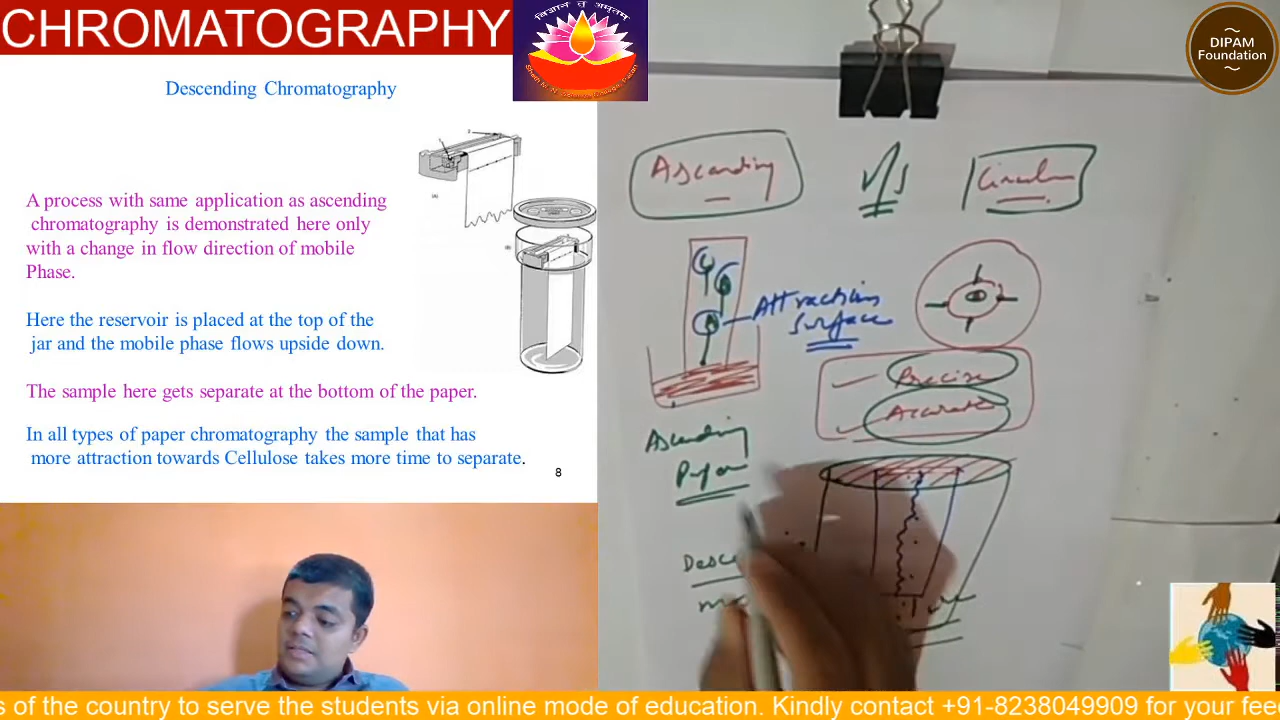 CHROMATOGRAPHY
विज्ञान तु अमृतम्
DIPAM
Foundation
Descending Chromatography
A process with same application as ascending
chromatography is demonstrated here only
with a change in flow direction of mobile
Phase.
Here the reservoir is placed at the top of the
jar and the mobile phase flows upside down.
The sample here gets separate at the bottom of the paper.
In all types of paper chromatography the sample that has
more attraction towards Cellulose takes more time to separate.
8
Ascending
V/S
Circular
Attraction
Surface
Precise
Accurate
Ascending
s of the country to serve the students via online mode of education. Kindly contact +91-8238049909 for your fee